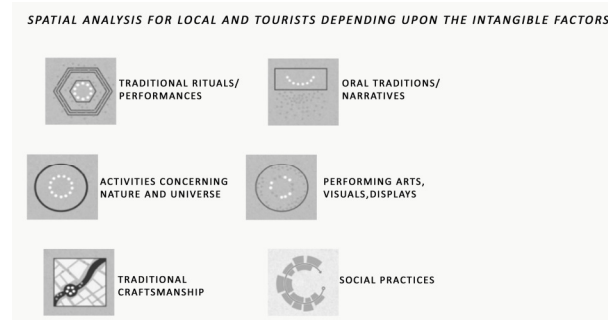 SPATIAL ANALYSIS FOR LOCAL AND TOURISTS DEPENDING UPON THE INTANGIBLE FACTORS
TRADITIONAL RITUALS/
PERFORMANCES
ORAL TRADITIONS/
NARRATIVES
ACTIVITIES CONCERNING
NATURE AND UNIVERSE
PERFORMING ARTS,
VISUALS,DISPLAYS
TRADITIONAL
CRAFTSMANSHIP
SOCIAL PRACTICES